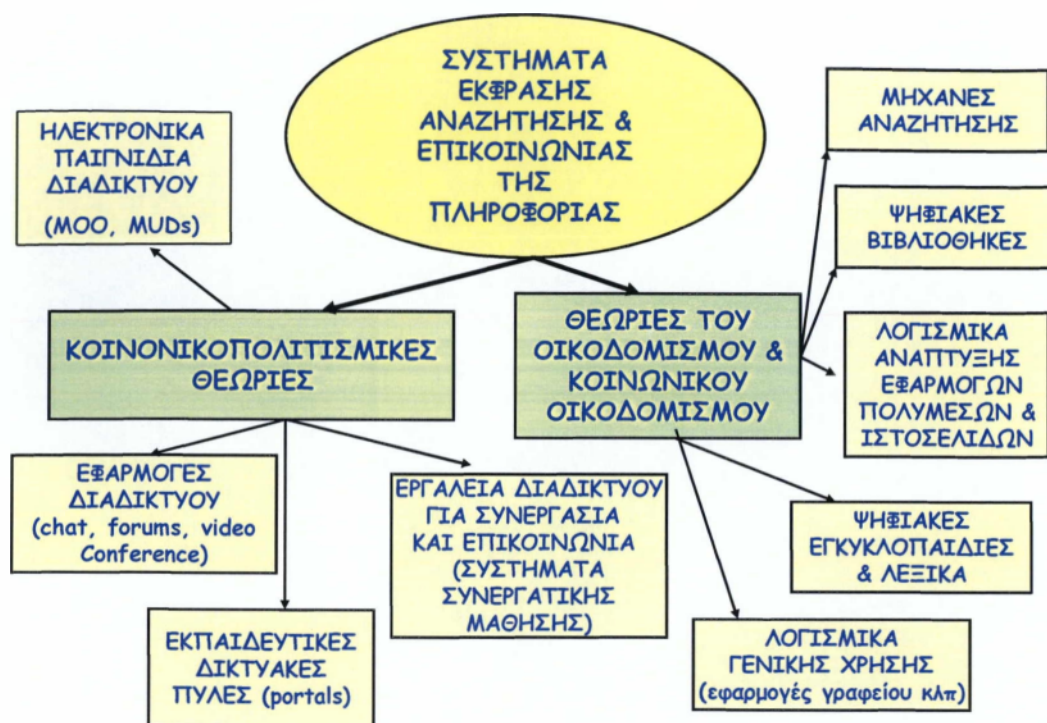 ΣΥΣΤΗΜΑΤΑ
ΕΚΦΡΑΣΗΣ
ΑΝΑΖΗΤΗΣΗΣ &
ΕΠΙΚΟΙΝΩΝΙΑΣ
ΤΗΣ
ΠΛΗΡΟΦΟΡΙΑΣ
ΗΛΕΚΤΡΟΝΙΚΑ
ΠΑΙΓΝΙΔΙΑ
ΔΙΑΔΙΚΤΥΟΥ
(MOO, MUDs)
ΜΗΧΑΝΕΣ
ΑΝΑΖΗΤΗΣΗΣ
ΨΗΦΙΑΚΕΣ
ΒΙΒΛΙΟΘΗΚΕΣ
ΚΟΙΝΟΝΙΚΟΠΟΛΙΤΙΣΜΙΚΕΣ
ΘΕΩΡΙΕΣ
ΘΕΩΡΙΕΣ ΤΟΥ
ΟΙΚΟΔΟΜΙΣΜΟΥ &
ΚΟΙΝΩΝΙΚΟΥ
ΟΙΚΟΔΟΜΙΣΜΟΥ
ΛΟΓΙΣΜΙΚΑ
ΑΝΑΠΤΥΞΗΣ
ΕΦΑΡΜΟΓΩΝ
ΠΟΛΥΜΕΣΩΝ &
ΙΣΤΟΣΕΛΙΔΩΝ
ΕΦΑΡΜΟΓΕΣ
ΔΙΑΔΙΚΤΥΟΥ
(chat, forums, video
Conference)
ΕΡΓΑΛΕΙΑ ΔΙΑΔΙΚΤΥΟΥ
ΓΙΑ ΣΥΝΕΡΓΑΣΙΑ
ΚΑΙ ΕΠΙΚΟΙΝΩΝΙΑ
(ΣΥΣΤΗΜΑΤΑ
ΣΥΝΕΡΓΑΤΙΚΗΣ
ΜΑΘΗΣΗΣ)
ΨΗΦΙΑΚΕΣ
ΕΓΚΥΚΛΟΠΑΙΔΙΕΣ
& ΛΕΞΙΚΑ
ΕΚΠΑΙΔΕΥΤΙΚΕΣ
ΔΙΚΤΥΑΚΕΣ
ΠΥΛΕΣ (portals)
ΛΟΓΙΣΜΙΚΑ
ΓΕΝΙΚΗΣ ΧΡΗΣΗΣ
(εφαρμογές γραφείου κλπ)